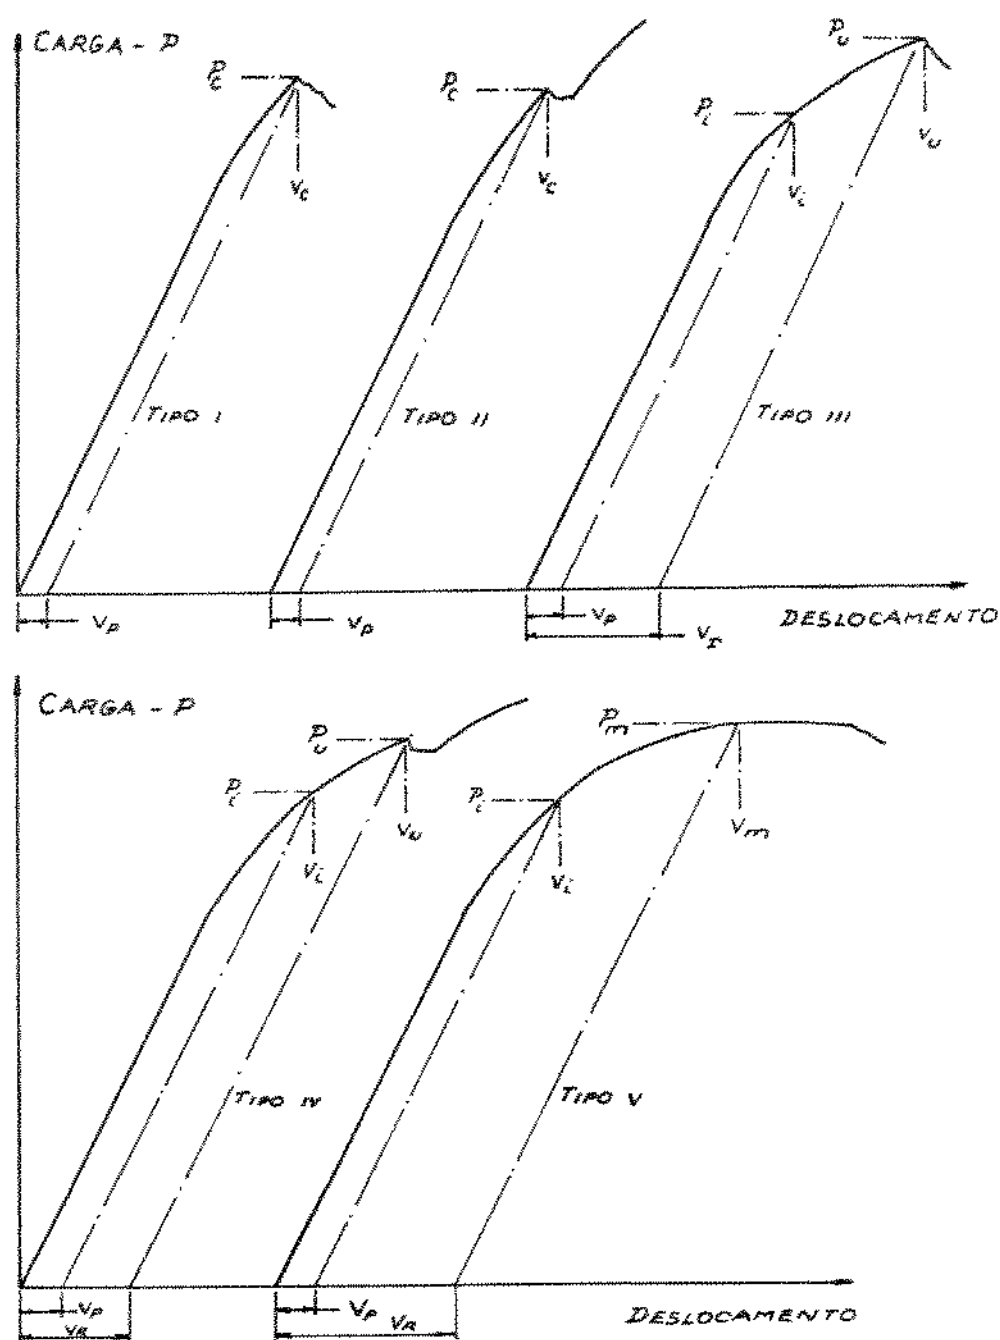 CARGA - P
Pc
Pc
Pi
Pu
Vc
Vc
Vi
Vu
TIPO I
TIPO II
TIPO III
Vp
Vp
Vp
VI
DESLOCAMENTO
CARGA - P
Pu
Pi
Vu
Vi
Pm
Pi
Vm
Vi
TIPO IV
TIPO V
Vp
VR
Vp
VR
DESLOCAMENTO